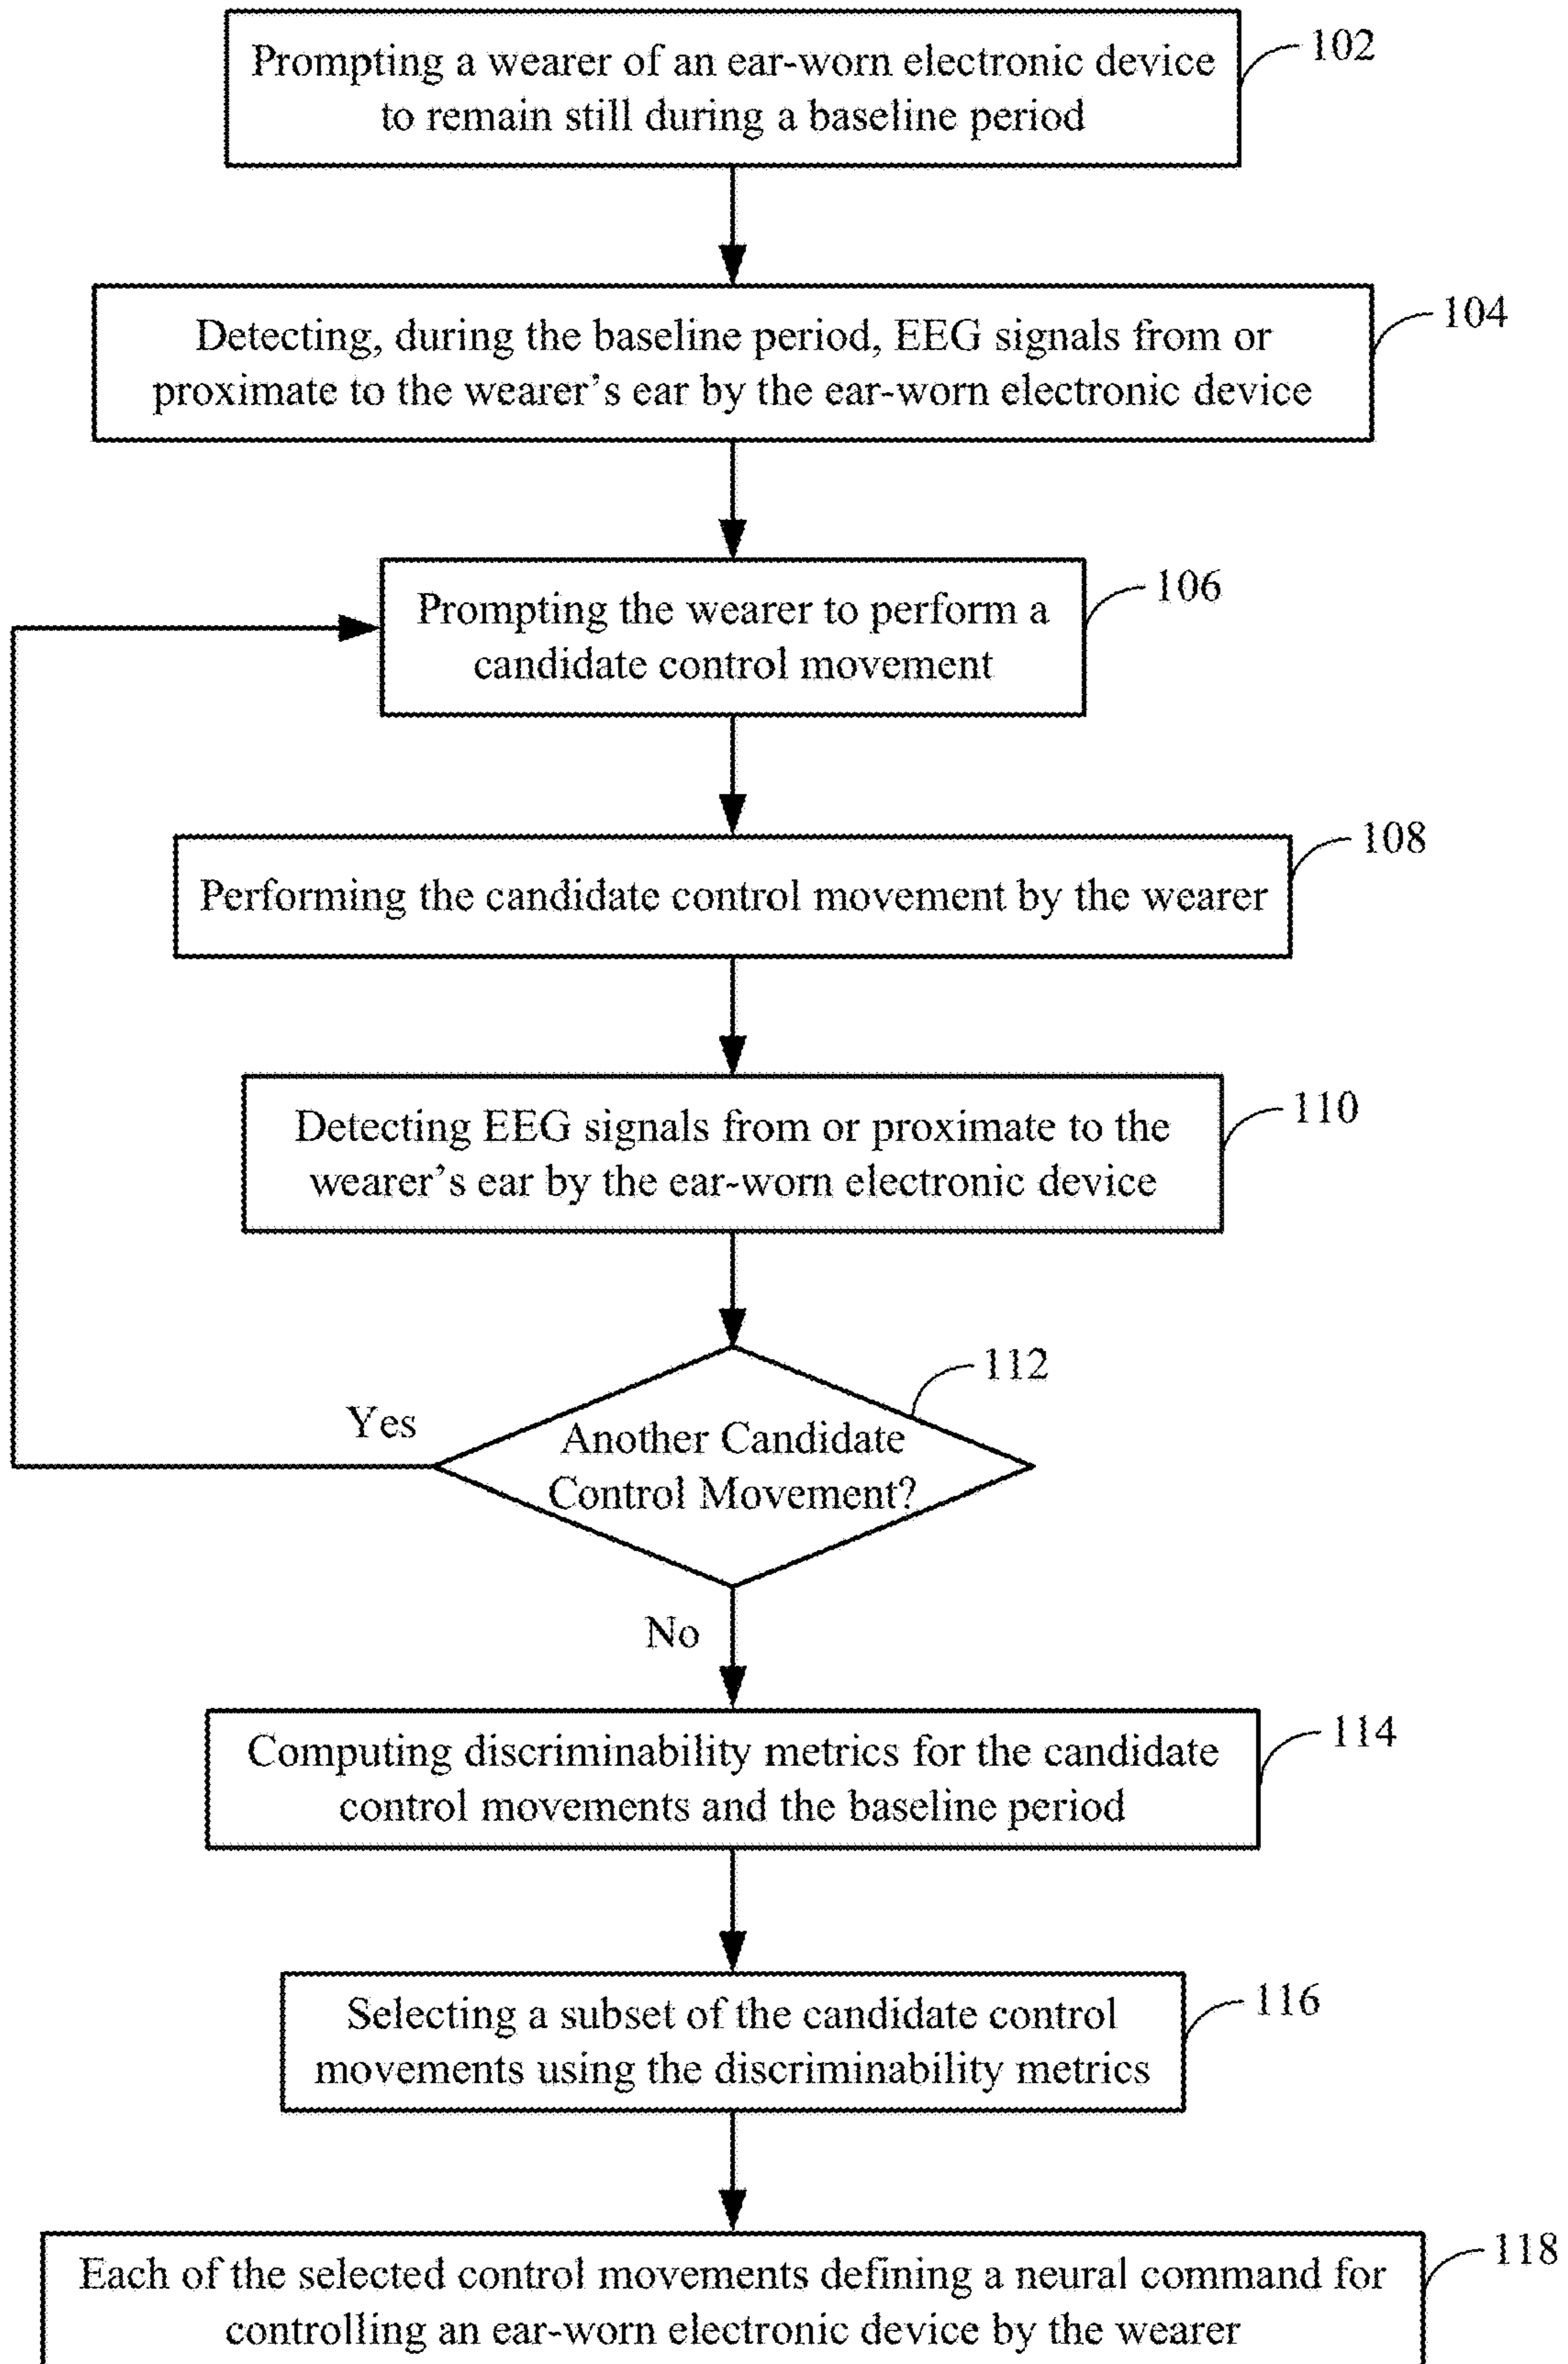 Prompting a wearer of an ear-worn electronic device
to remain still during a baseline period
102
Detecting, during the baseline period, EEG signals from or
proximate to the wearer's ear by the ear-worn electronic device
104
Prompting the wearer to perform a
candidate control movement
106
Performing the candidate control movement by the wearer
108
Detecting EEG signals from or proximate to the
wearer's ear by the ear-worn electronic device
110
Another Candidate
Control Movement?
112
Yes
No
Computing discriminability metrics for the candidate
control movements and the baseline period
114
Selecting a subset of the candidate control
movements using the discriminability metrics
116
Each of the selected control movements defining a neural command for
controlling an ear-worn electronic device by the wearer
118